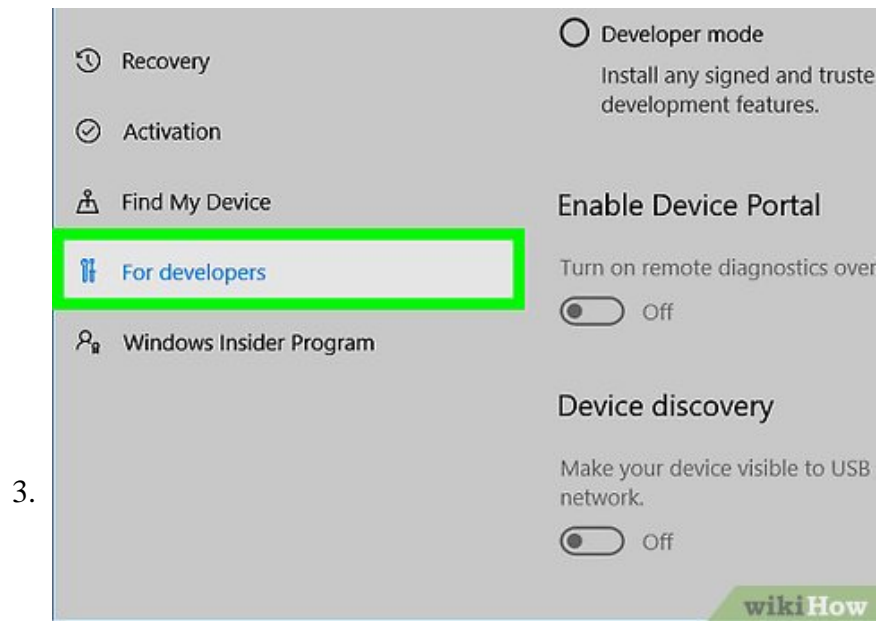 Recovery
Activation
Find My Device
For developers
Windows Insider Program
Developer mode
Install any signed and truste
development features.
Enable Device Portal
Turn on remote diagnostics over
Off
Device discovery
Make your device visible to USB
network.
Off
3.
wikiHow